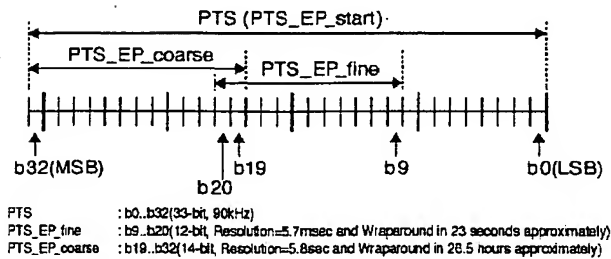 PTS (PTS_EP_start)
PTS_EP_coarse
PTS_EP_fine
b32(MSB)
b20
b19
b9
b0(LSB)
PTS : b0..b32(33-bit, 90kHz)
PTS_EP_fine : b9..b20(12-bit, Resolution=5.7msec and Wraparound in 23 seconds approximately)
PTS_EP_coarse : b19..b32(14-bit, Resolution=5.8sec and Wraparound in 26.5 hours approximately)